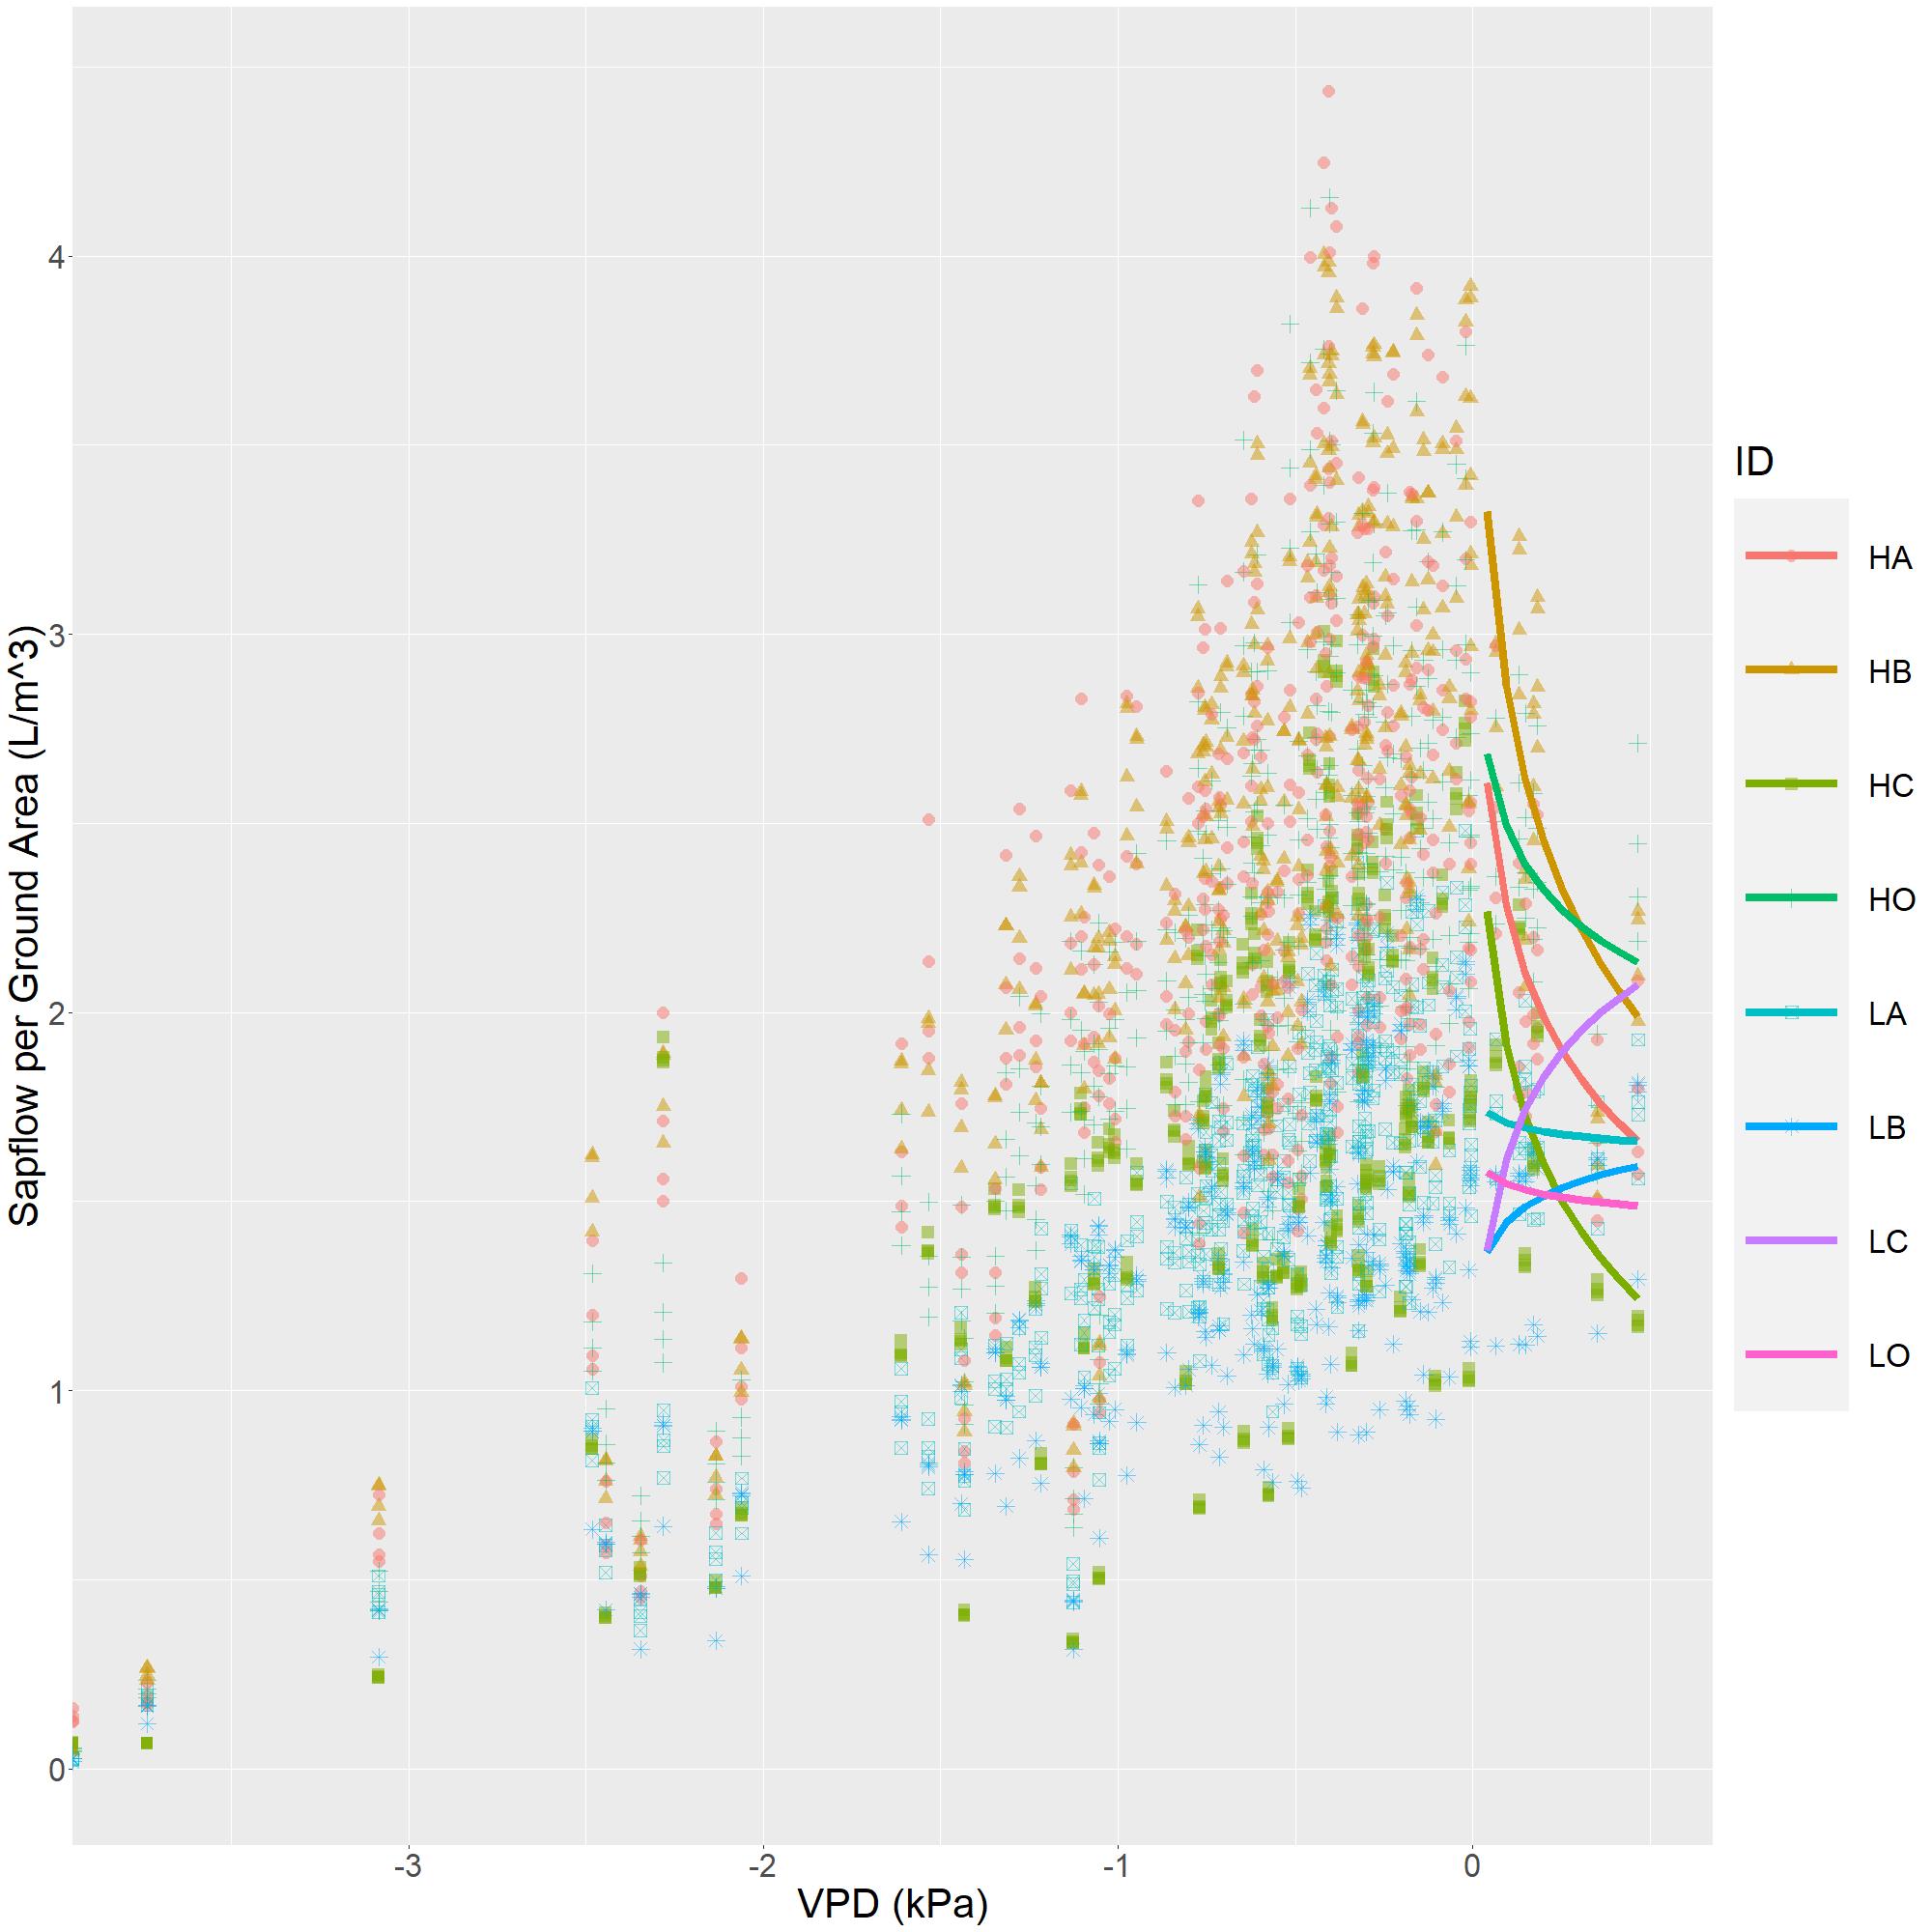 Sapflow per Ground Area (L/m^3)
4
3
2
1
0
-3
-2
-1
0
VPD (kPa)
ID
HA
HB
HC
HO
LA
LB
LC
LO